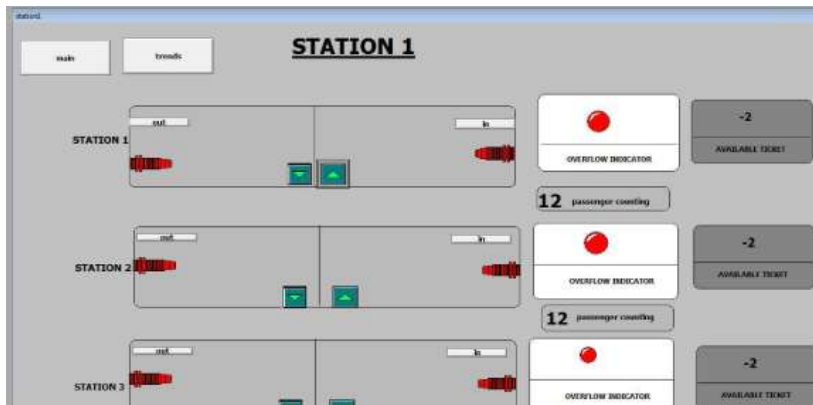 station1
main
trends
STATION 1
STATION 1
out
in
OVERFLOW INDICATOR
-2
AVAILABLE TICKET
12 passenger counting
STATION 2
out
in
OVERFLOW INDICATOR
-2
AVAILABLE TICKET
12 passenger counting
STATION 3
out
in
OVERFLOW INDICATOR
-2
AVAILABLE TICKET